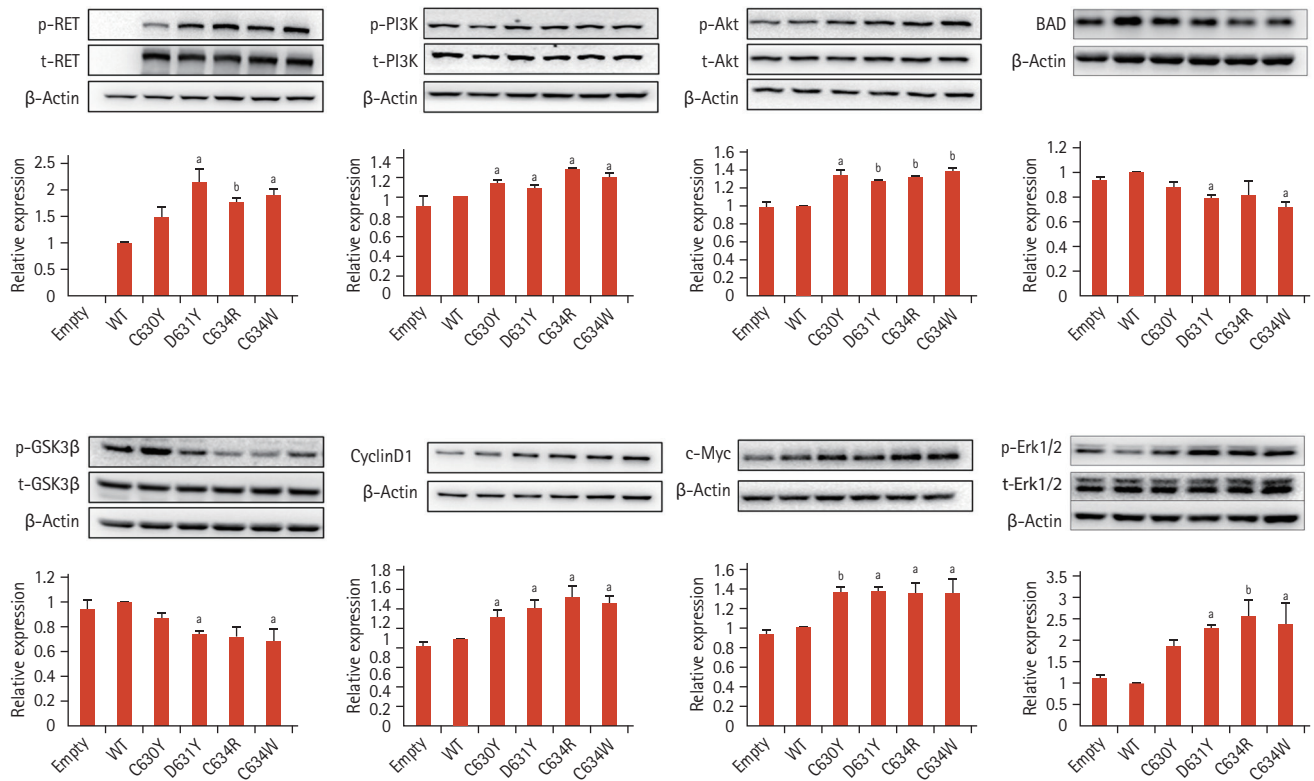 p-RET
t-RET
β-Actin
p-PI3K
t-PI3K
β-Actin
p-Akt
t-Akt
β-Actin
BAD
β-Actin
Relative expression
2.5
2
1.5
1
0.5
0
a
b
a
Empty
WT
C630Y
D631Y
C634R
C634W
Relative expression
1.4
1.2
1.0
0.8
0.6
0.4
0.2
0
a
a
a
a
Empty
WT
C630Y
D631Y
C634R
C634W
Relative expression
1.6
1.4
1.2
1.0
0.8
0.6
0.4
0.2
0
a
b
b
b
Empty
WT
C630Y
D631Y
C634R
C634W
Relative expression
1.2
1
0.8
0.6
0.4
0.2
0
a
a
Empty
WT
C630Y
D631Y
C634R
C634W
p-GSK3β
t-GSK3β
β-Actin
CyclinD1
β-Actin
c-Myc
β-Actin
p-Erk1/2
t-Erk1/2
β-Actin
Relative expression
1.2
1
0.8
0.6
0.4
0.2
0
a
a
Empty
WT
C630Y
D631Y
C634R
C634W
Relative expression
1.8
1.6
1.4
1.2
1
0.8
0.6
0.4
0.2
0
a
a
a
a
Empty
WT
C630Y
D631Y
C634R
C634W
Relative expression
1.6
1.4
1.2
1.0
0.8
0.6
0.4
0.2
0
b
a
a
a
Empty
WT
C630Y
D631Y
C634R
C634W
Relative expression
3.5
3
2.5
2
1.5
1
0.5
0
a
b
a
Empty
WT
C630Y
D631Y
C634R
C634W